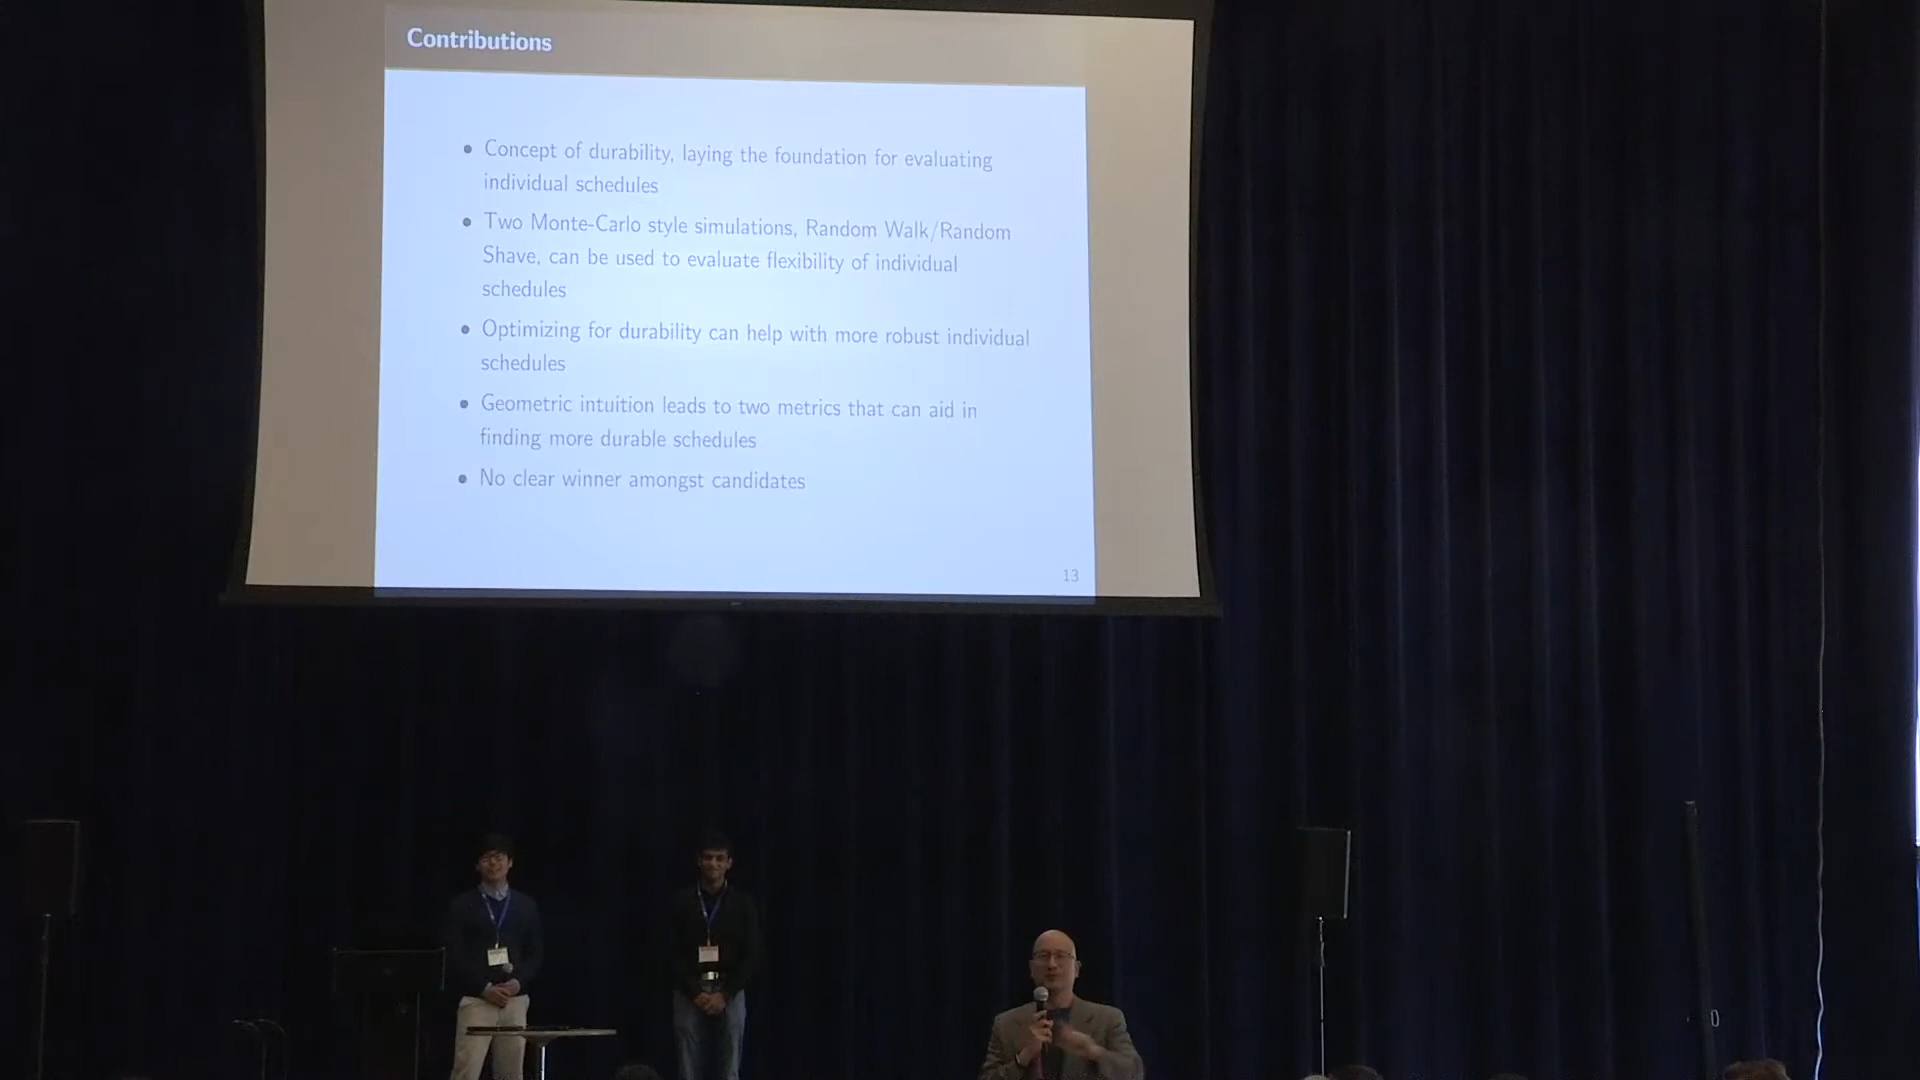 Contributions
• Concept of durability, laying the foundation for evaluating
individual schedules
• Two Monte-Carlo style simulations, Random Walk/Random
Shave, can be used to evaluate flexibility of individual
schedules
• Optimizing for durability can help with more robust individual
schedules
• Geometric intuition leads to two metrics that can aid in
finding more durable schedules
• No clear winner amongst candidates
13